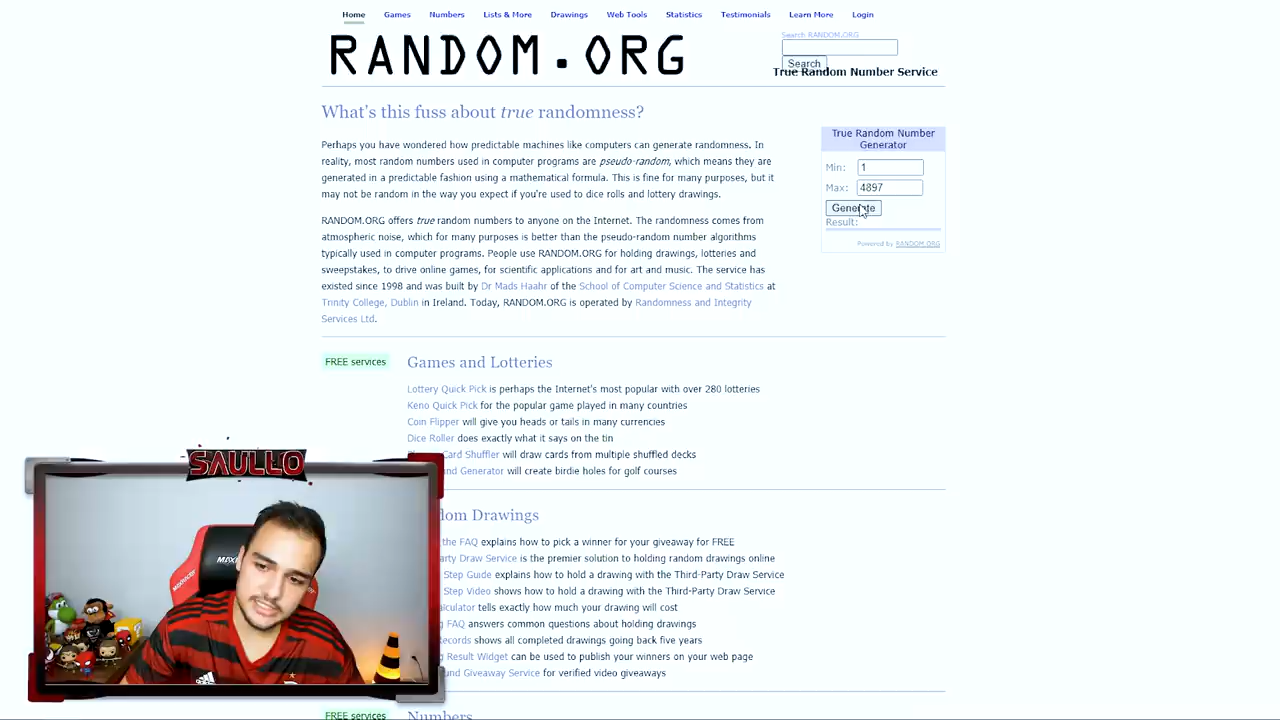 Home Games Numbers Lists & More Drawings Web Tools Statistics Testimonials Learn More Login
RANDOM.ORG
Search RANDOM.ORG
Search
True Random Number Service
What's this fuss about true randomness?
Perhaps you have wondered how predictable machines like computers can generate randomness. In
reality, most random numbers used in computer programs are pseudo-random, which means they are
generated in a predictable fashion using a mathematical formula. This is fine for many purposes, but it
may not be random in the way you expect if you're used to dice rolls and lottery drawings.
RANDOM.ORG offers true random numbers to anyone on the Internet. The randomness comes from
atmospheric noise, which for many purposes is better than the pseudo-random number algorithms
typically used in computer programs. People use RANDOM.ORG for holding drawings, lotteries and
sweepstakes, to drive online games, for scientific applications and for art and music. The service has
existed since 1998 and was built by Dr Mads Haahr of the School of Computer Science and Statistics at
Trinity College, Dublin in Ireland. Today, RANDOM.ORG is operated by Randomness and Integrity
Services Ltd.
True Random Number
Generator
Min: 1
Max: 4897
Generate
Result:
Powered by RANDOM.ORG
FREE services
Games and Lotteries
Lottery Quick Pick is perhaps the Internet's most popular with over 280 lotteries
Keno Quick Pick for the popular game played in many countries
Coin Flipper will give you heads or tails in many currencies
Dice Roller does exactly what it says on the tin
Card Shuffler will draw cards from multiple shuffled decks
Generator will create birdie holes for golf courses
Drawings
the FAQ explains how to pick a winner for your giveaway for FREE
Draw Service is the premier solution to holding random drawings online
Step Guide explains how to hold a drawing with the Third-Party Draw Service
Step Video shows how to hold a drawing with the Third-Party Draw Service
tells exactly how much your drawing will cost
FAQ answers common questions about holding drawings
shows all completed drawings going back five years
Result Widget can be used to publish your winners on your web page
Giveaway Service for verified video giveaways
FREE services
Numbers
SAULLO